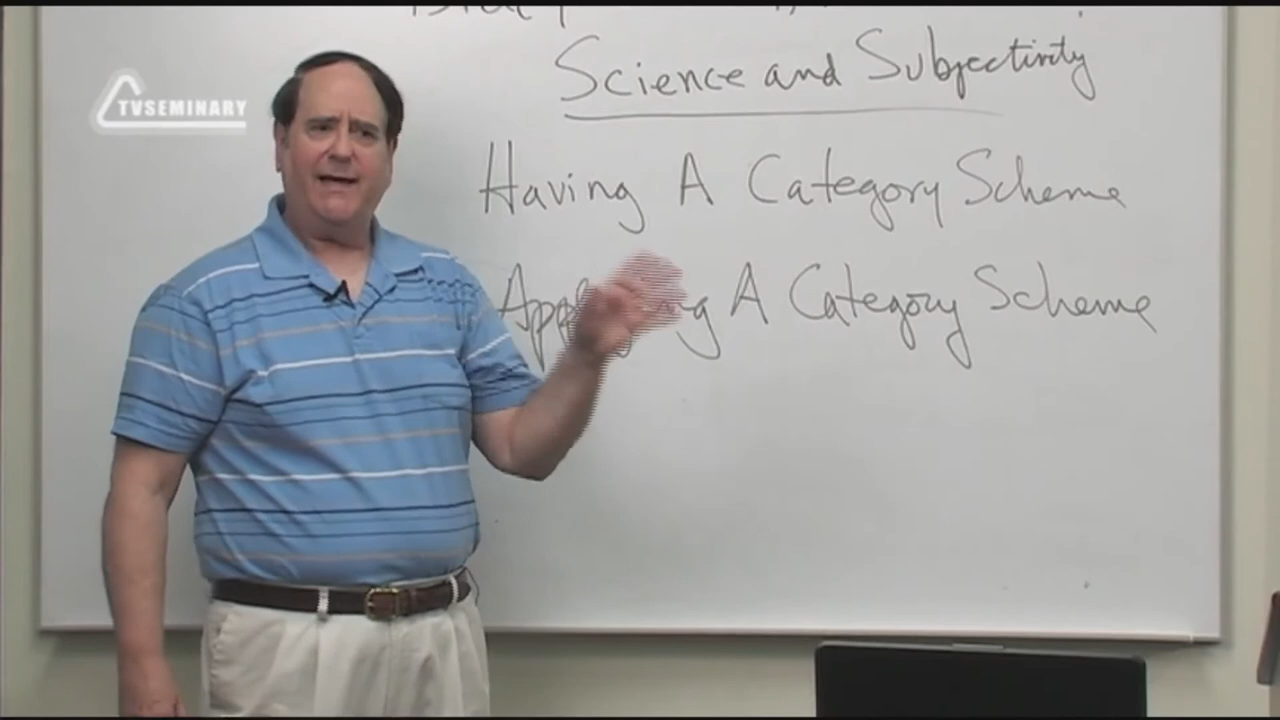 Science and Subjectivity
TVSEMINARY
Having A Category Scheme
A Category Scheme